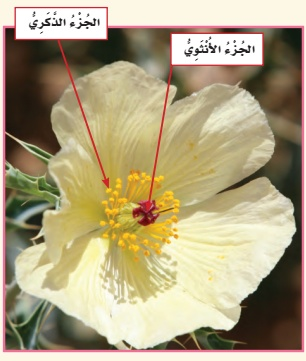 الجُزْءُ الذَّكَرِيُّ
الجُزْءُ الأُنْثَوِيُّ